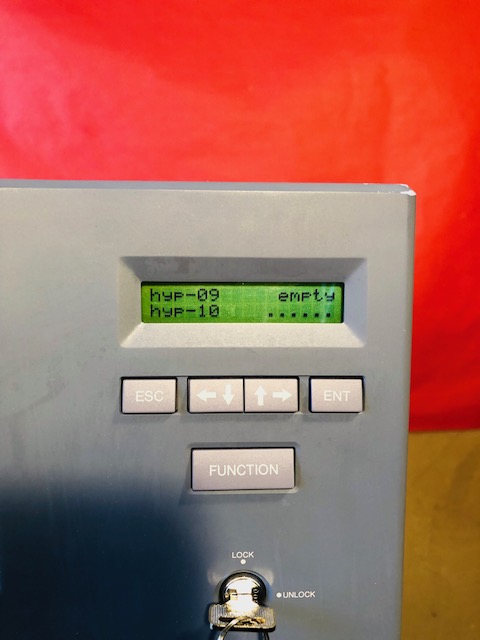 hyp-09 empty
hyp-10 ......
ESC
ENT
FUNCTION
LOCK
UNLOCK